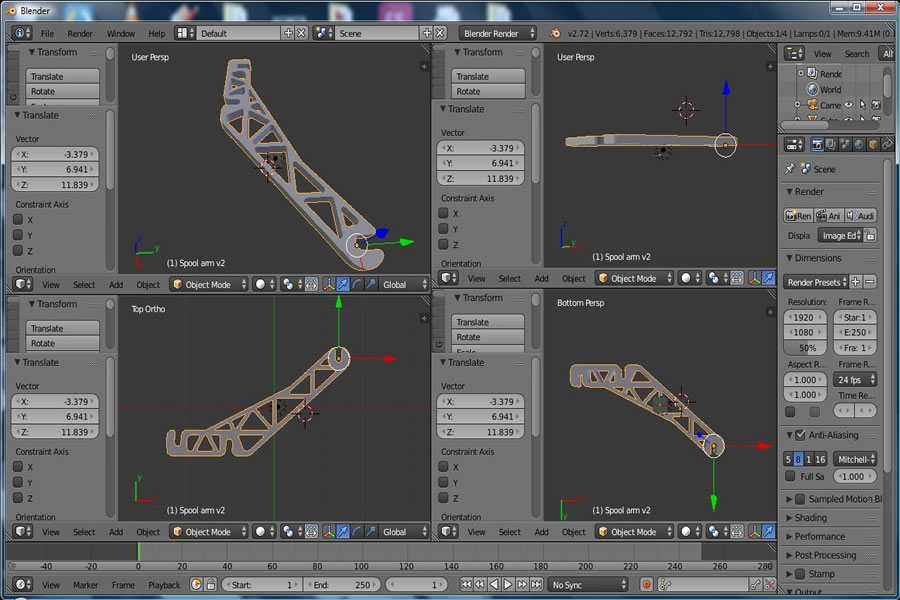 Blender
File Render Window Help Default Scene Blender Render v2.72 | Verts:6,379 | Faces:12,792 | Tris:12,798 | Objects:1/4 | Lamps:0/1 | Mem:9.41M (0.
Transform
Translate
Rotate
Translate
Vector
X: -3.379
Y: 6.941
Z: 11.839
Constraint Axis
X
Y
Z
Orientation
User Persp
(1) Spool arm v2
View Select Add Object Object Mode Global
Transform
Translate
Rotate
Translate
Vector
X: -3.379
Y: 6.941
Z: 11.839
Constraint Axis
X
Y
Z
Orientation
User Persp
(1) Spool arm v2
View Select Add Object Object Mode
Transform
Translate
Rotate
Translate
Vector
X: -3.379
Y: 6.941
Z: 11.839
Constraint Axis
X
Y
Z
Orientation
Top Ortho
(1) Spool arm v2
View Select Add Object Object Mode Global
Transform
Translate
Rotate
Translate
Vector
X: -3.379
Y: 6.941
Z: 11.839
Constraint Axis
X
Y
Z
Orientation
Bottom Persp
(1) Spool arm v2
View Select Add Object Object Mode
View Search All
Rende
World
Came
Scene
Render
Ren Ani Audi
Displa Image Ed
Dimensions
Render Presets
Resolution: Frame R...
1920 Star:1
1080 E:250
50% Fra: 1
Aspect R... Frame R...
1.000 24 fps
1.000 Time Re...
Anti-Aliasing
5 8 1 16 Mitchell-
Full Sa 1.000
Sampled Motion Bl
Shading
Performance
Post Processing
Stamp
Output
-40 -20 0 20 40 60 80 100 120 140 160 180 200 220 240 260 280
View Marker Frame Playback Start: 1 End: 250 1 No Sync